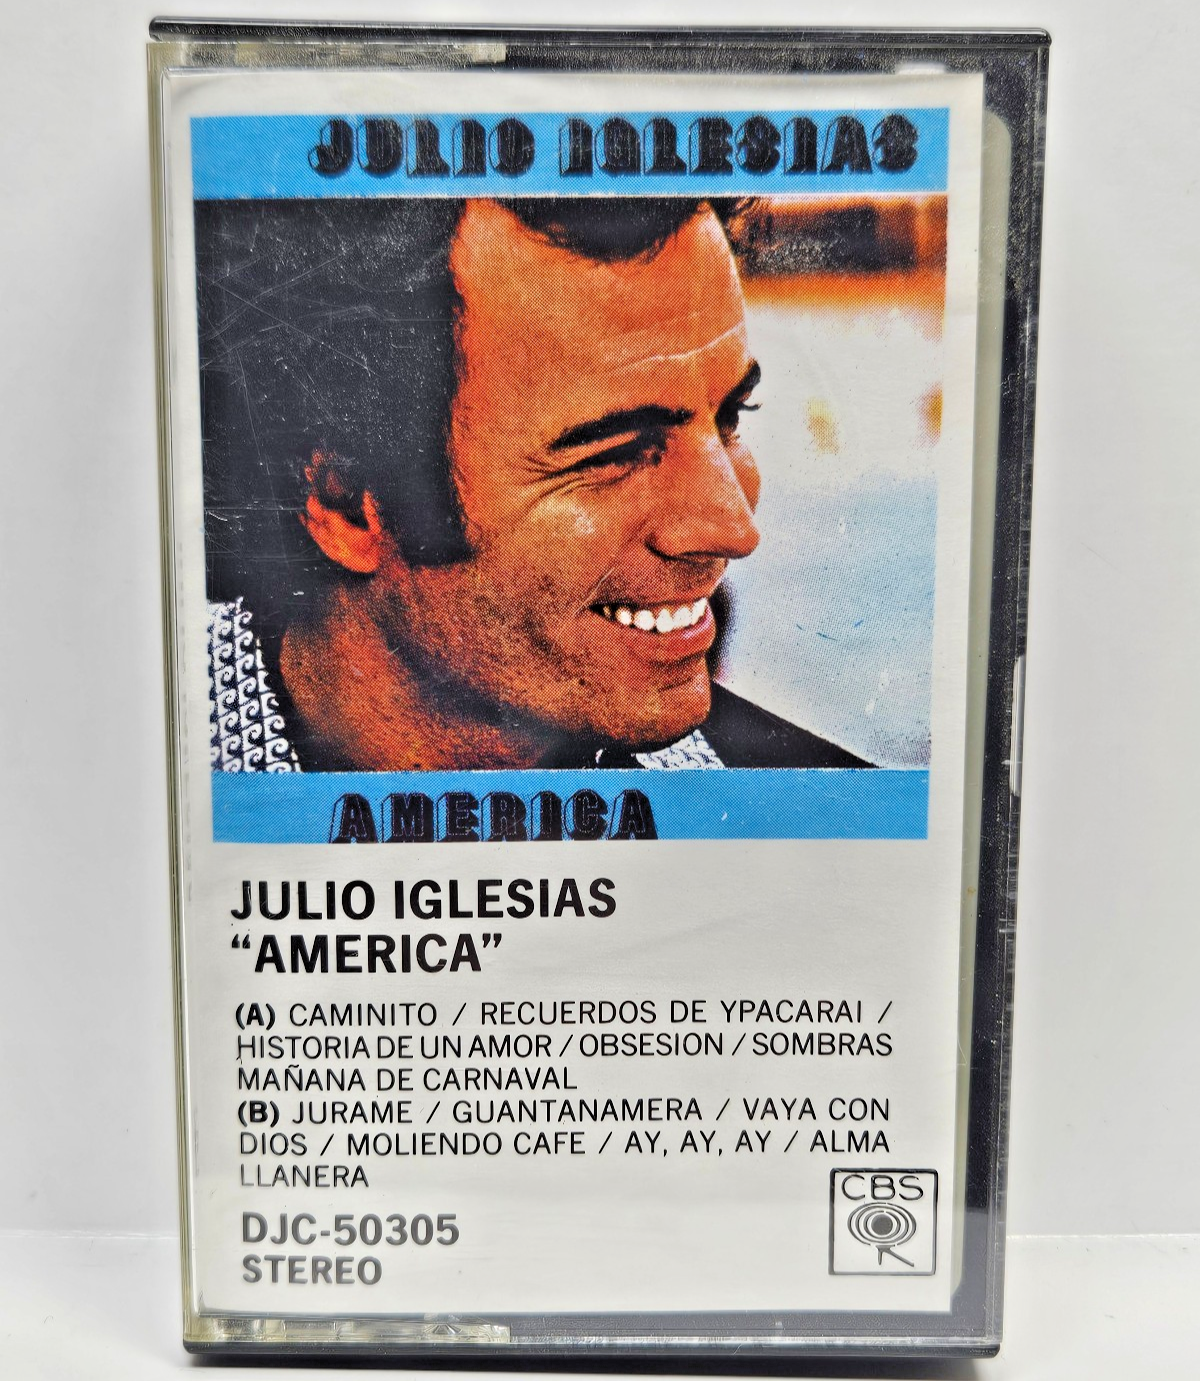 JULIO IGLESIAS
AMERICA
JULIO IGLESIAS
“AMERICA”
(A) CAMINITO / RECUERDOS DE YPACARAI /
HISTORIA DE UN AMOR / OBSESION / SOMBRAS
MAÑANA DE CARNAVAL
(B) JURAME / GUANTANAMERA / VAYA CON
DIOS / MOLIENDO CAFE / AY, AY, AY / ALMA
LLANERA
CBS
DJC-50305
STEREO